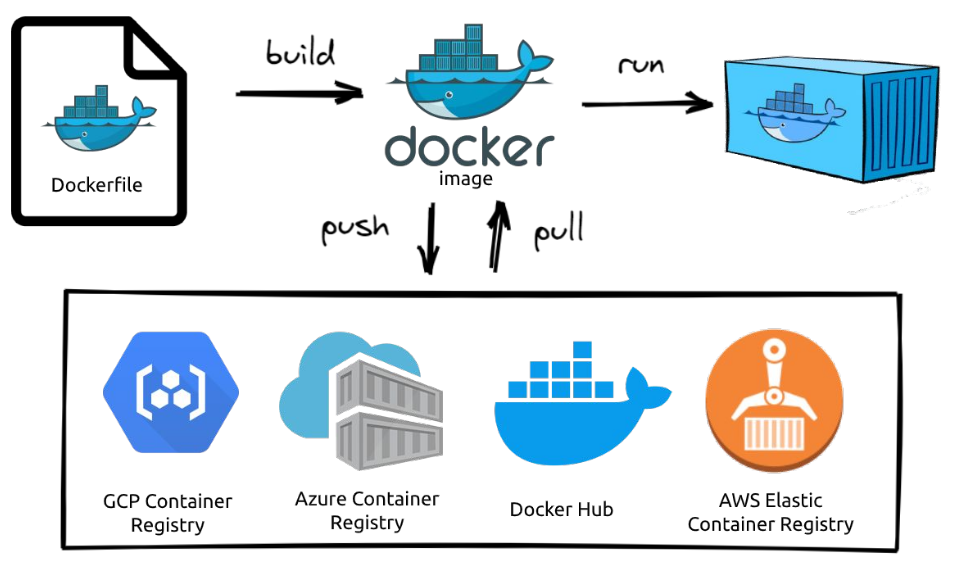 build
run
Dockerfile
docker
image
push
pull
GCP Container
Registry
Azure Container
Registry
Docker Hub
AWS Elastic
Container Registry